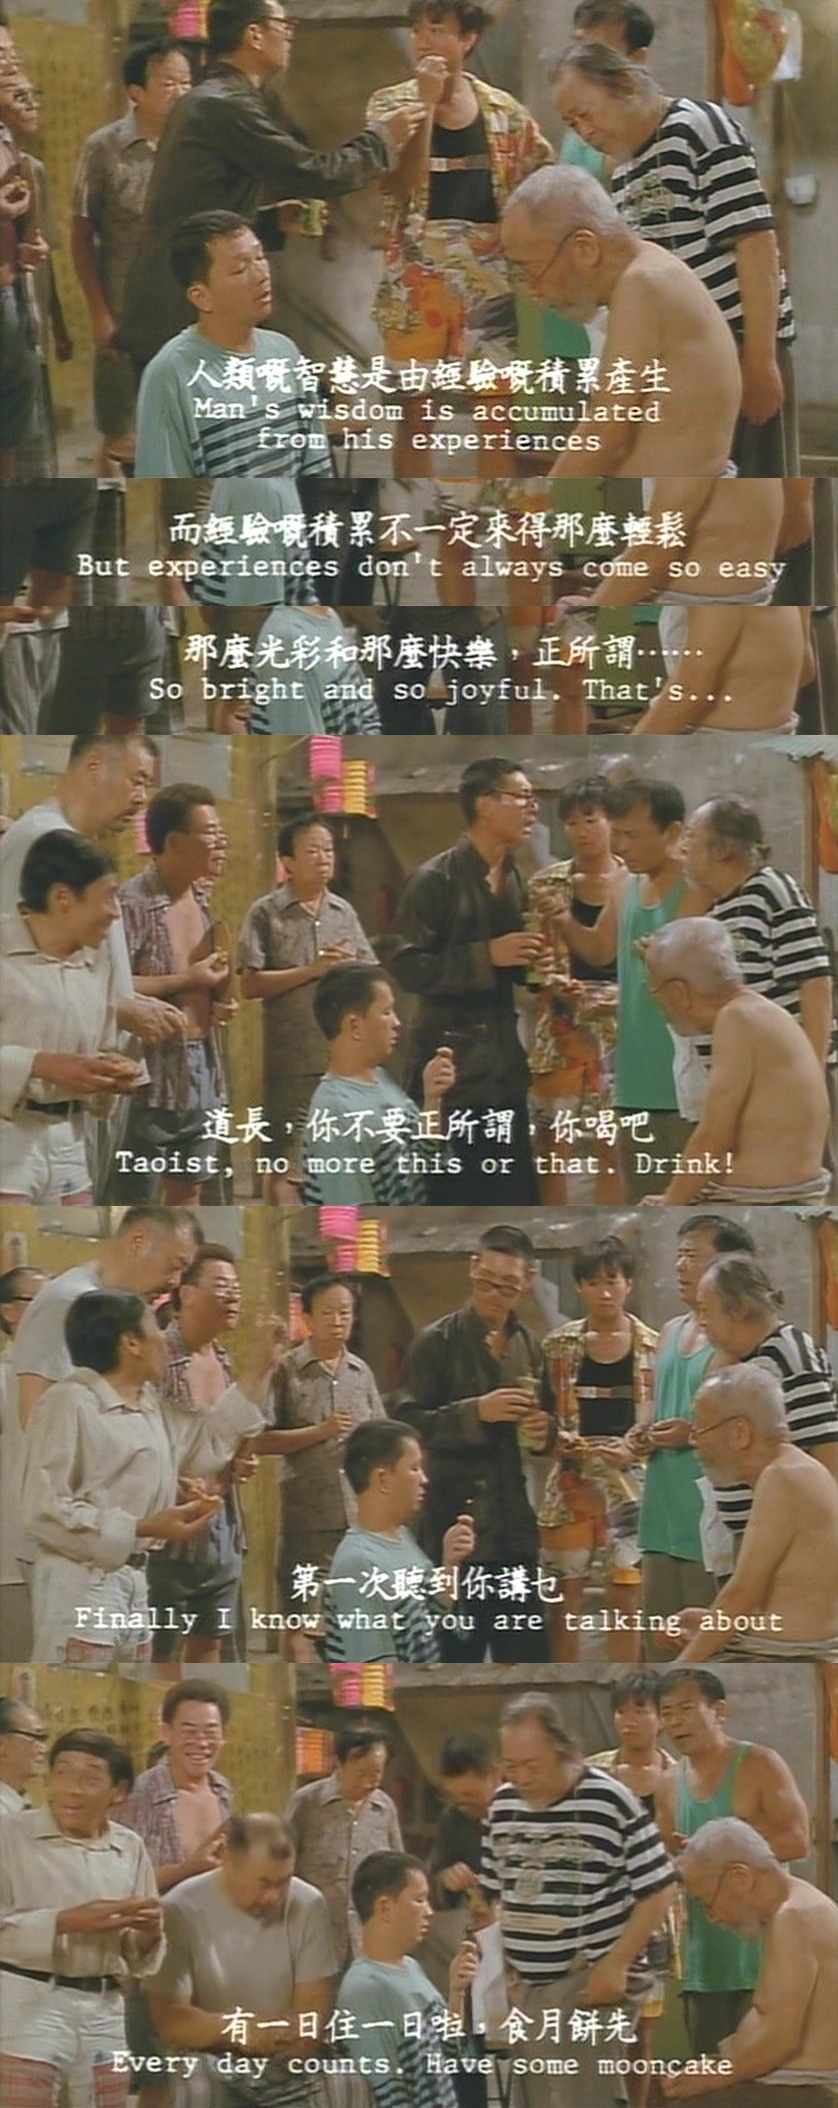 人類嘅智慧是由經驗嘅積累產生
Man's wisdom is accumulated
from his experiences
而經驗嘅積累不一定來得那麼輕鬆
But experiences don't always come so easy
那麼光彩和那麼快樂，正所謂……
So bright and so joyful. That's...
道長，你不要正所謂，你喝吧
Taoist, no more this or that. Drink!
第一次聽到你講乜
Finally I know what you are talking about
有一日住一日啦，食月餅先
Every day counts. Have some mooncake